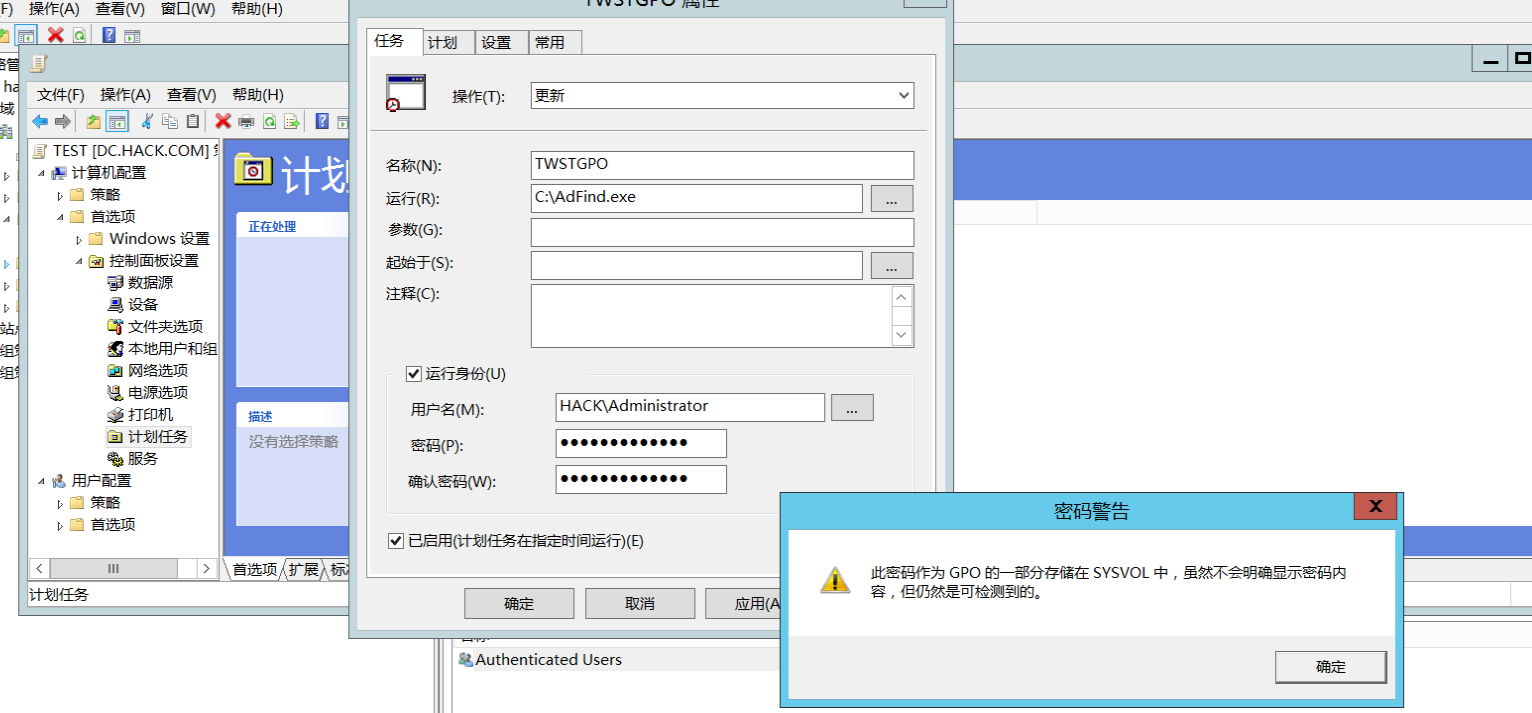 操作(A) 查看(V) 窗口(W) 帮助(H)
TWSTGPO 属性
文件(F) 操作(A) 查看(V) 帮助(H)
TEST [DC.HACK.COM]
计算机配置
策略
首选项
Windows 设置
控制面板设置
数据源
设备
文件夹选项
本地用户和组
网络选项
电源选项
打印机
计划任务
服务
用户配置
策略
首选项
计划
正在处理
描述
没有选择策略
首选项 扩展 标
计划任务
任务 计划 设置 常用
操作(T): 更新
名称(N): TWSTGPO
运行(R): C:\AdFind.exe ...
参数(G):
起始于(S): ...
注释(C):
运行身份(U)
用户名(M): HACK\Administrator ...
密码(P): ●●●●●●●●●●●●●
确认密码(W): ●●●●●●●●●●●●●
已启用(计划任务在指定时间运行)(E)
确定 取消 应用(A
Authenticated Users
密码警告
此密码作为 GPO 的一部分存储在 SYSVOL 中，虽然不会明确显示密码内
容，但仍然是可检测到的。
确定